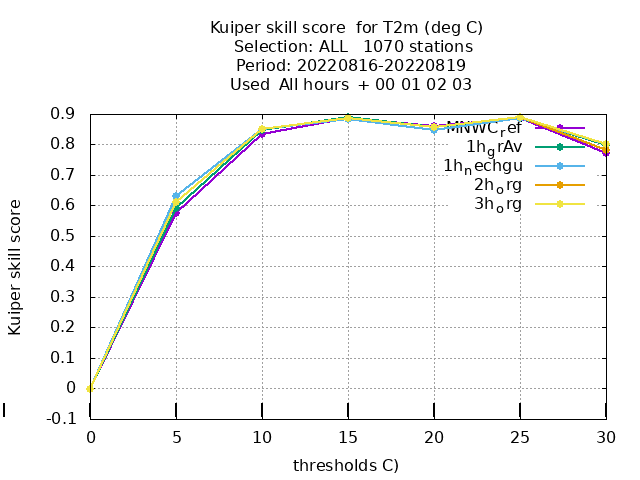 Kuiper skill score  for T2m (deg C)
Selection: ALL   1070 stations
Period: 20220816-20220819
Used  All hours  + 00 01 02 03
0.9
0.8
0.7
0.6
0.5
0.4
0.3
0.2
0.1
0
-0.1
Kuiper skill score
MNWC_ref
1h_grAv
1h_nechgu
2h_org
3h_org
0 5 10 15 20 25 30
thresholds C)